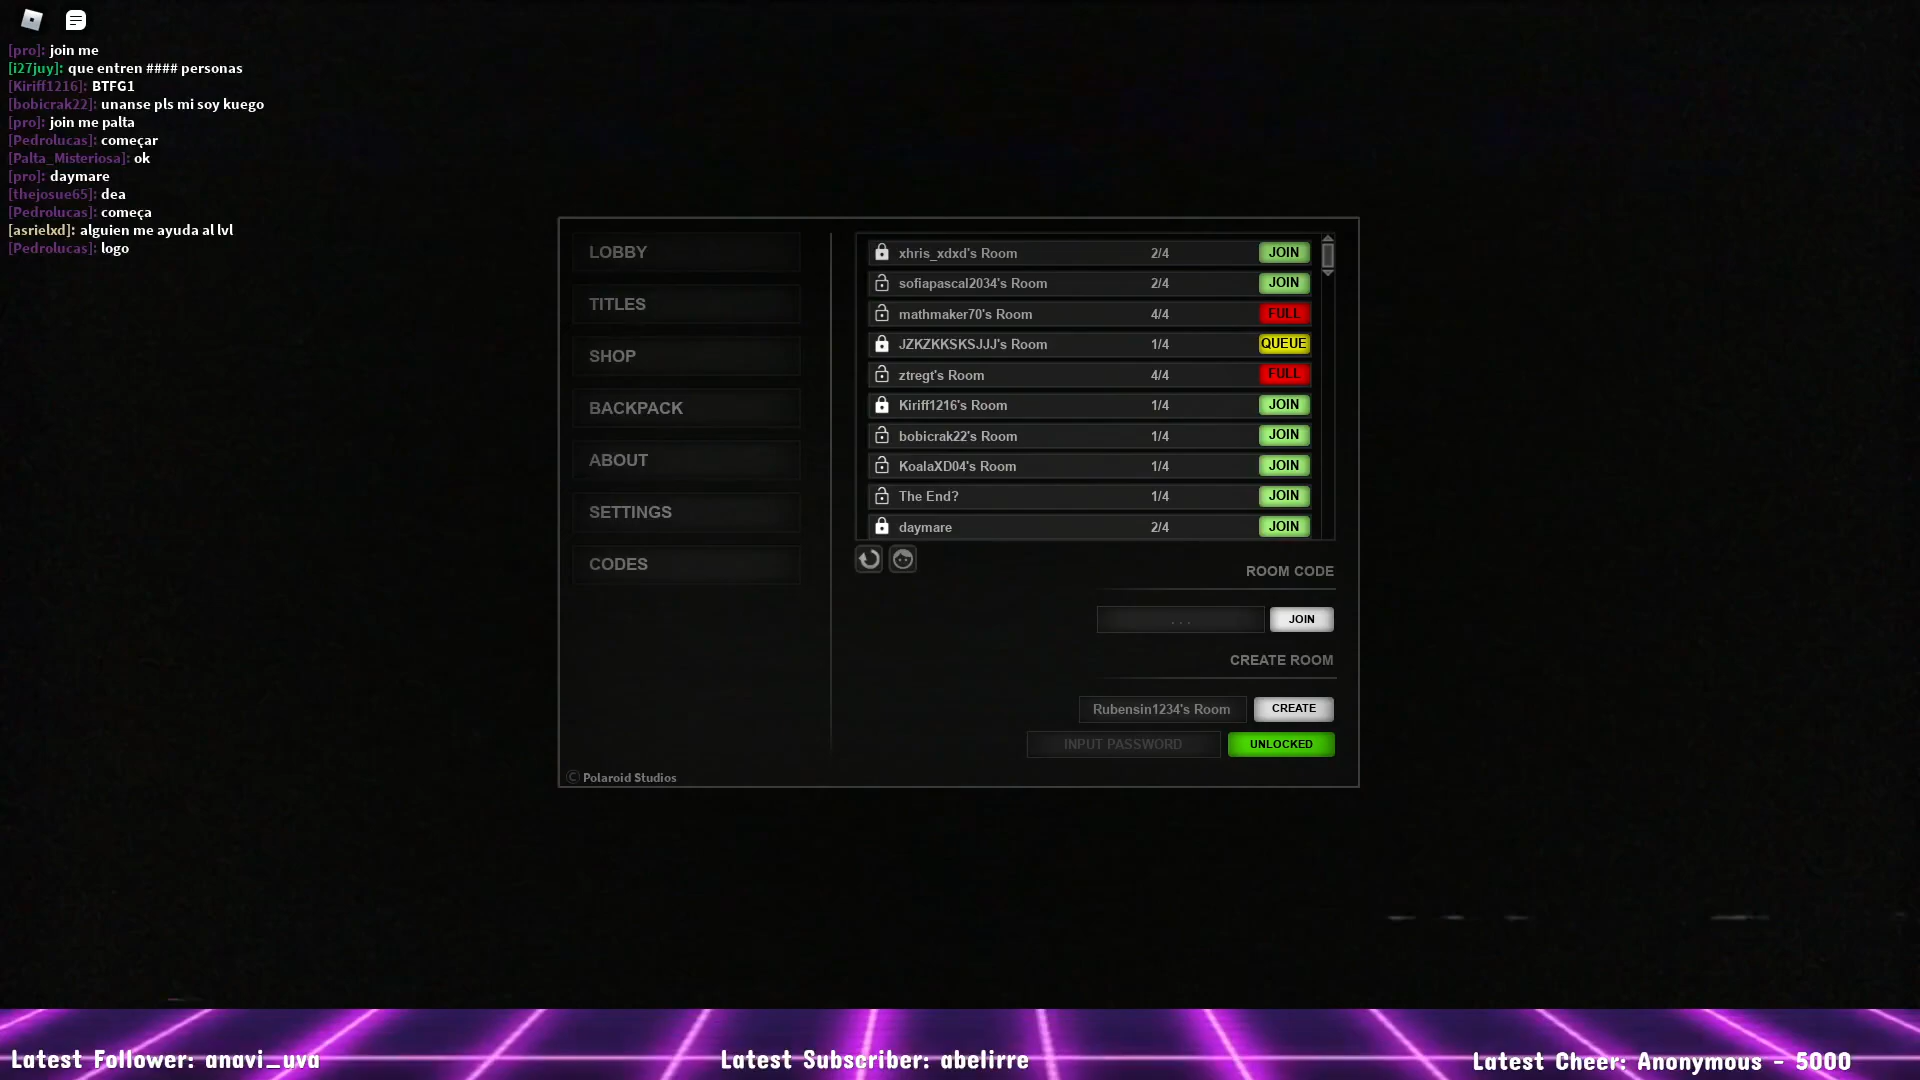 [pro]: join me
[i27juy]: que entren #### personas
[Kiriff1216]: BTFG1
[bobicrak22]: unanse pls mi soy kuego
[pro]: join me palta
[Pedrolucas]: começar
[Palta_Misteriosa]: ok
[pro]: daymare
[thejosue65]: dea
[Pedrolucas]: começa
[asrielxd]: alguien me ayuda al lvl
[Pedrolucas]: logo
LOBBY
TITLES
SHOP
BACKPACK
ABOUT
SETTINGS
CODES
xhris_xdxd's Room 2/4 JOIN
sofiapascal2034's Room 2/4 JOIN
mathmaker70's Room 4/4 FULL
JZKZKKSKSJJJ's Room 1/4 QUEUE
ztregt's Room 4/4 FULL
Kiriff1216's Room 1/4 JOIN
bobicrak22's Room 1/4 JOIN
KoalaXD04's Room 1/4 JOIN
The End? 1/4 JOIN
daymare 2/4 JOIN
ROOM CODE
... JOIN
CREATE ROOM
Rubensin1234's Room CREATE
INPUT PASSWORD UNLOCKED
© Polaroid Studios
Latest Follower: anavi_uva
Latest Subscriber: abelirre
Latest Cheer: Anonymous - 5000